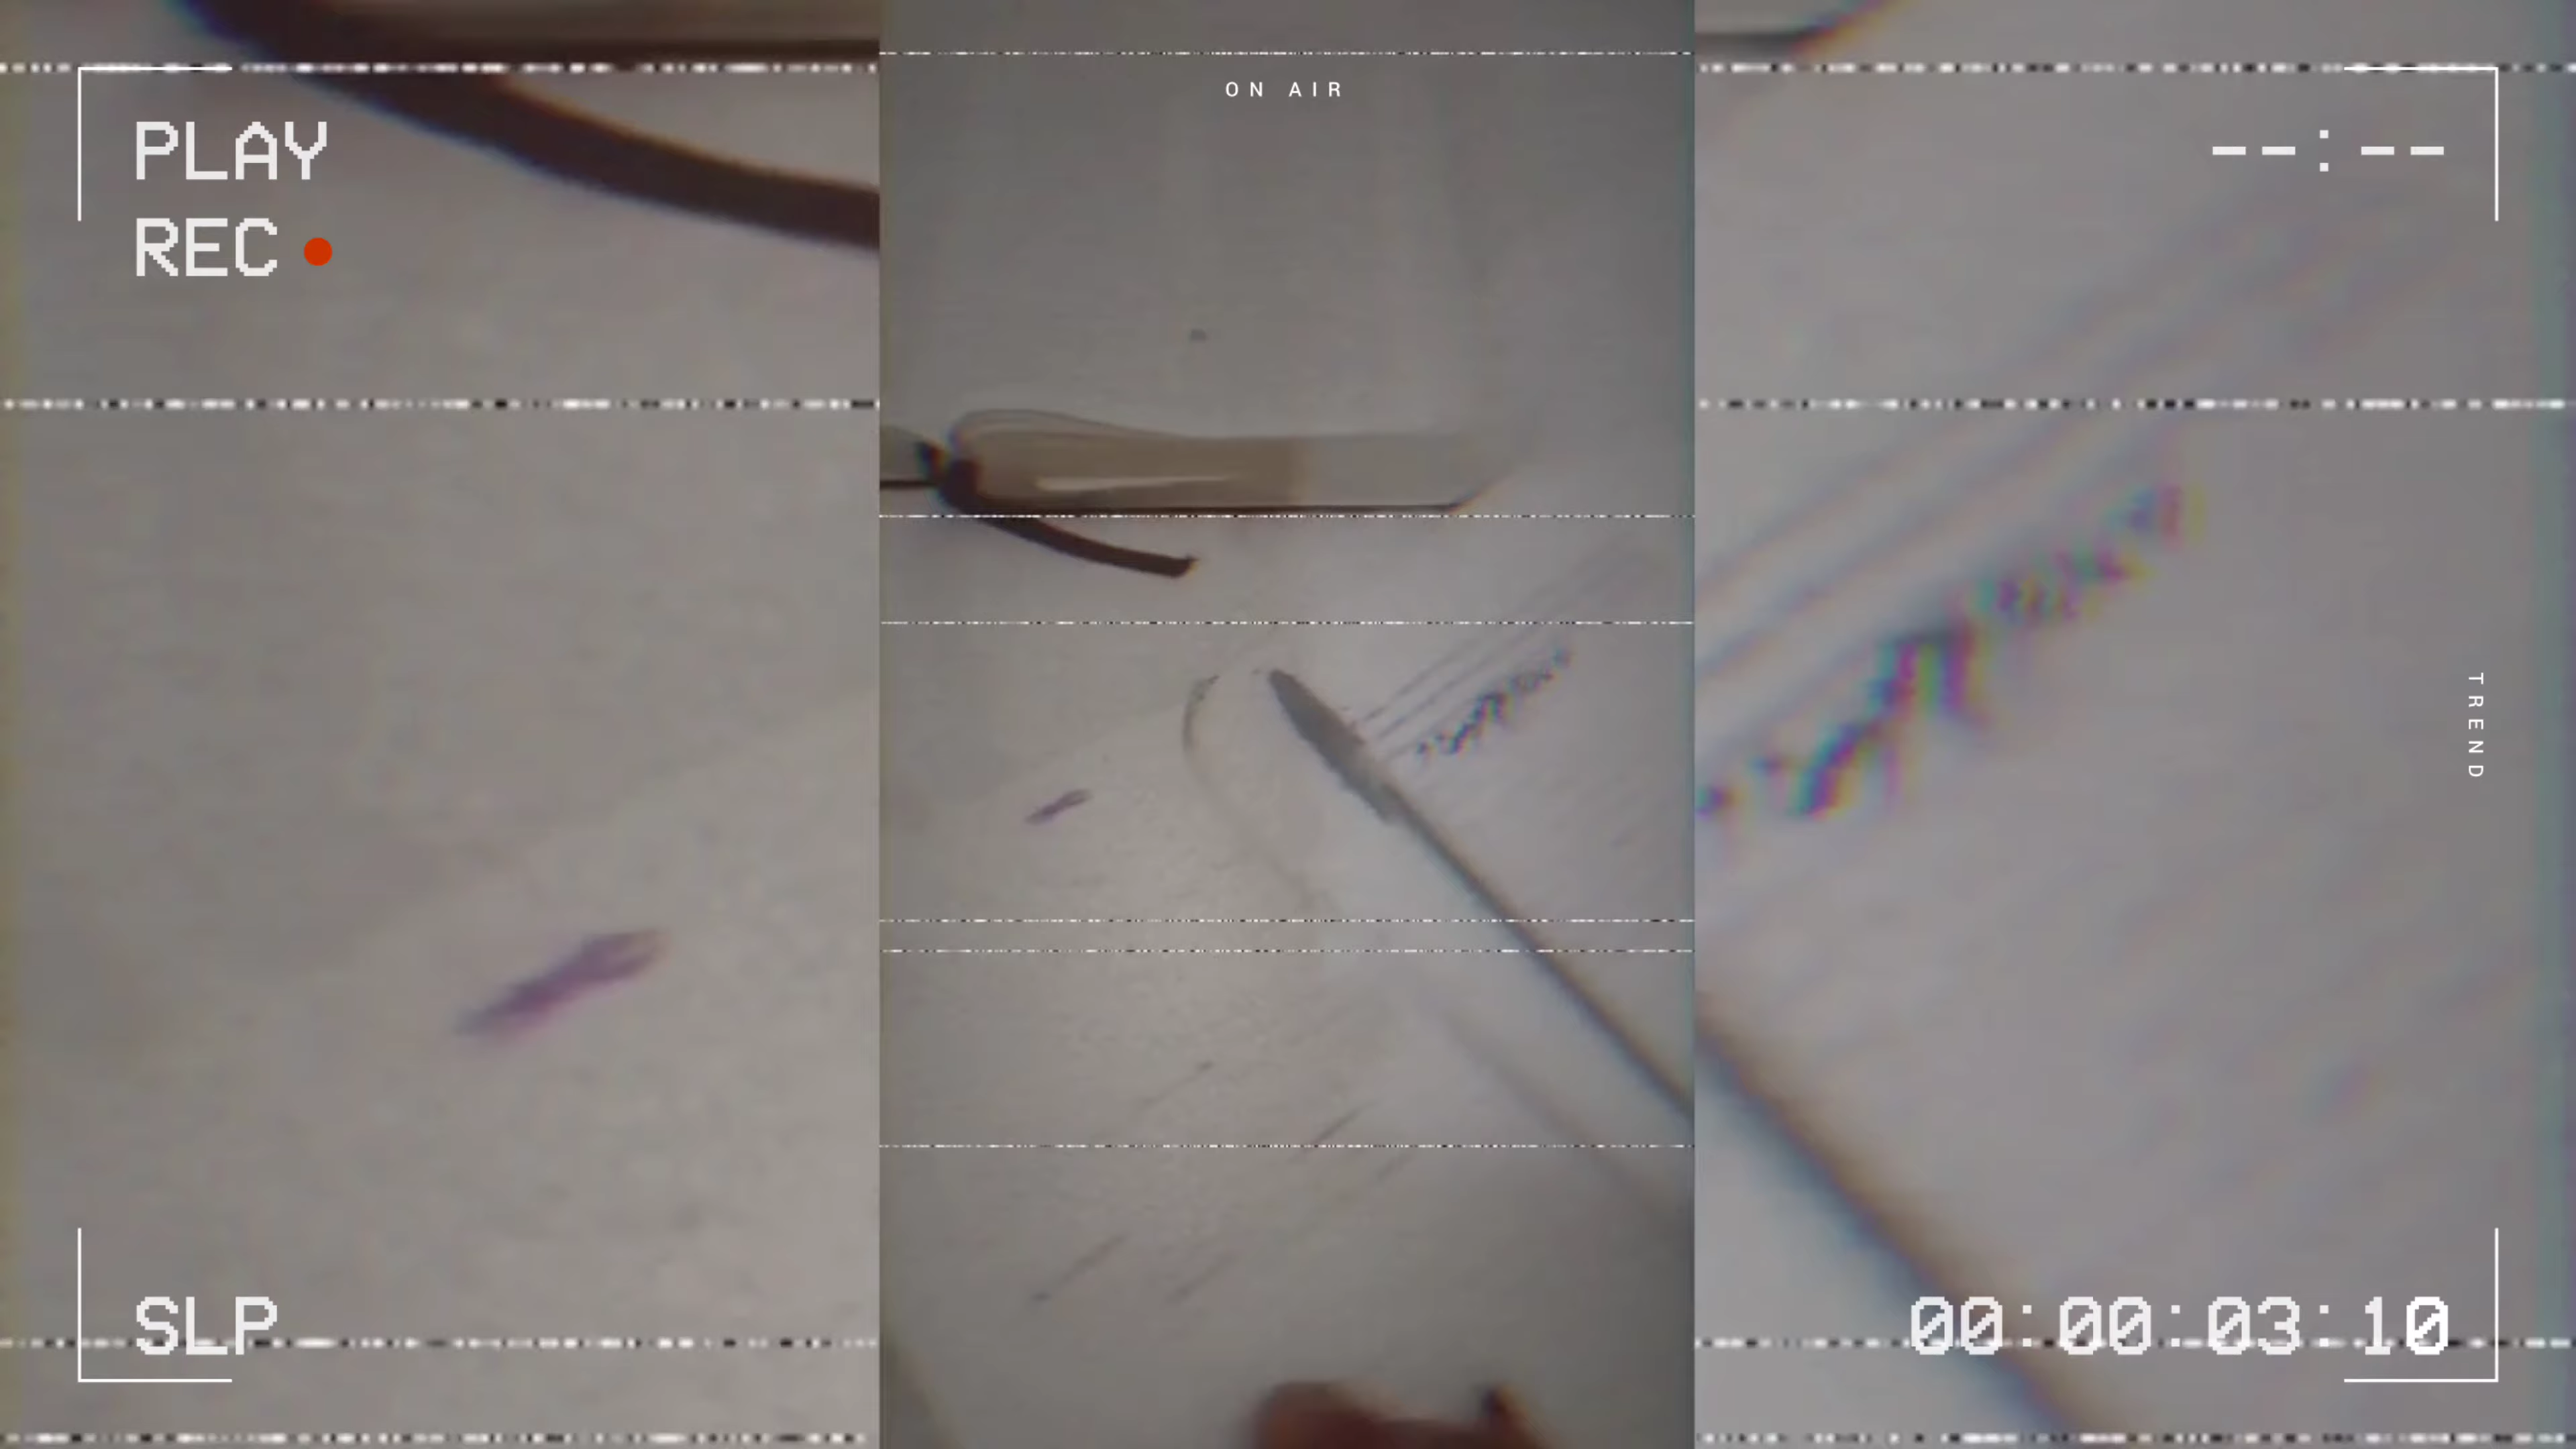 ON AIR
PLAY
REC
--:--
TREND
SLP
00:00:03:10